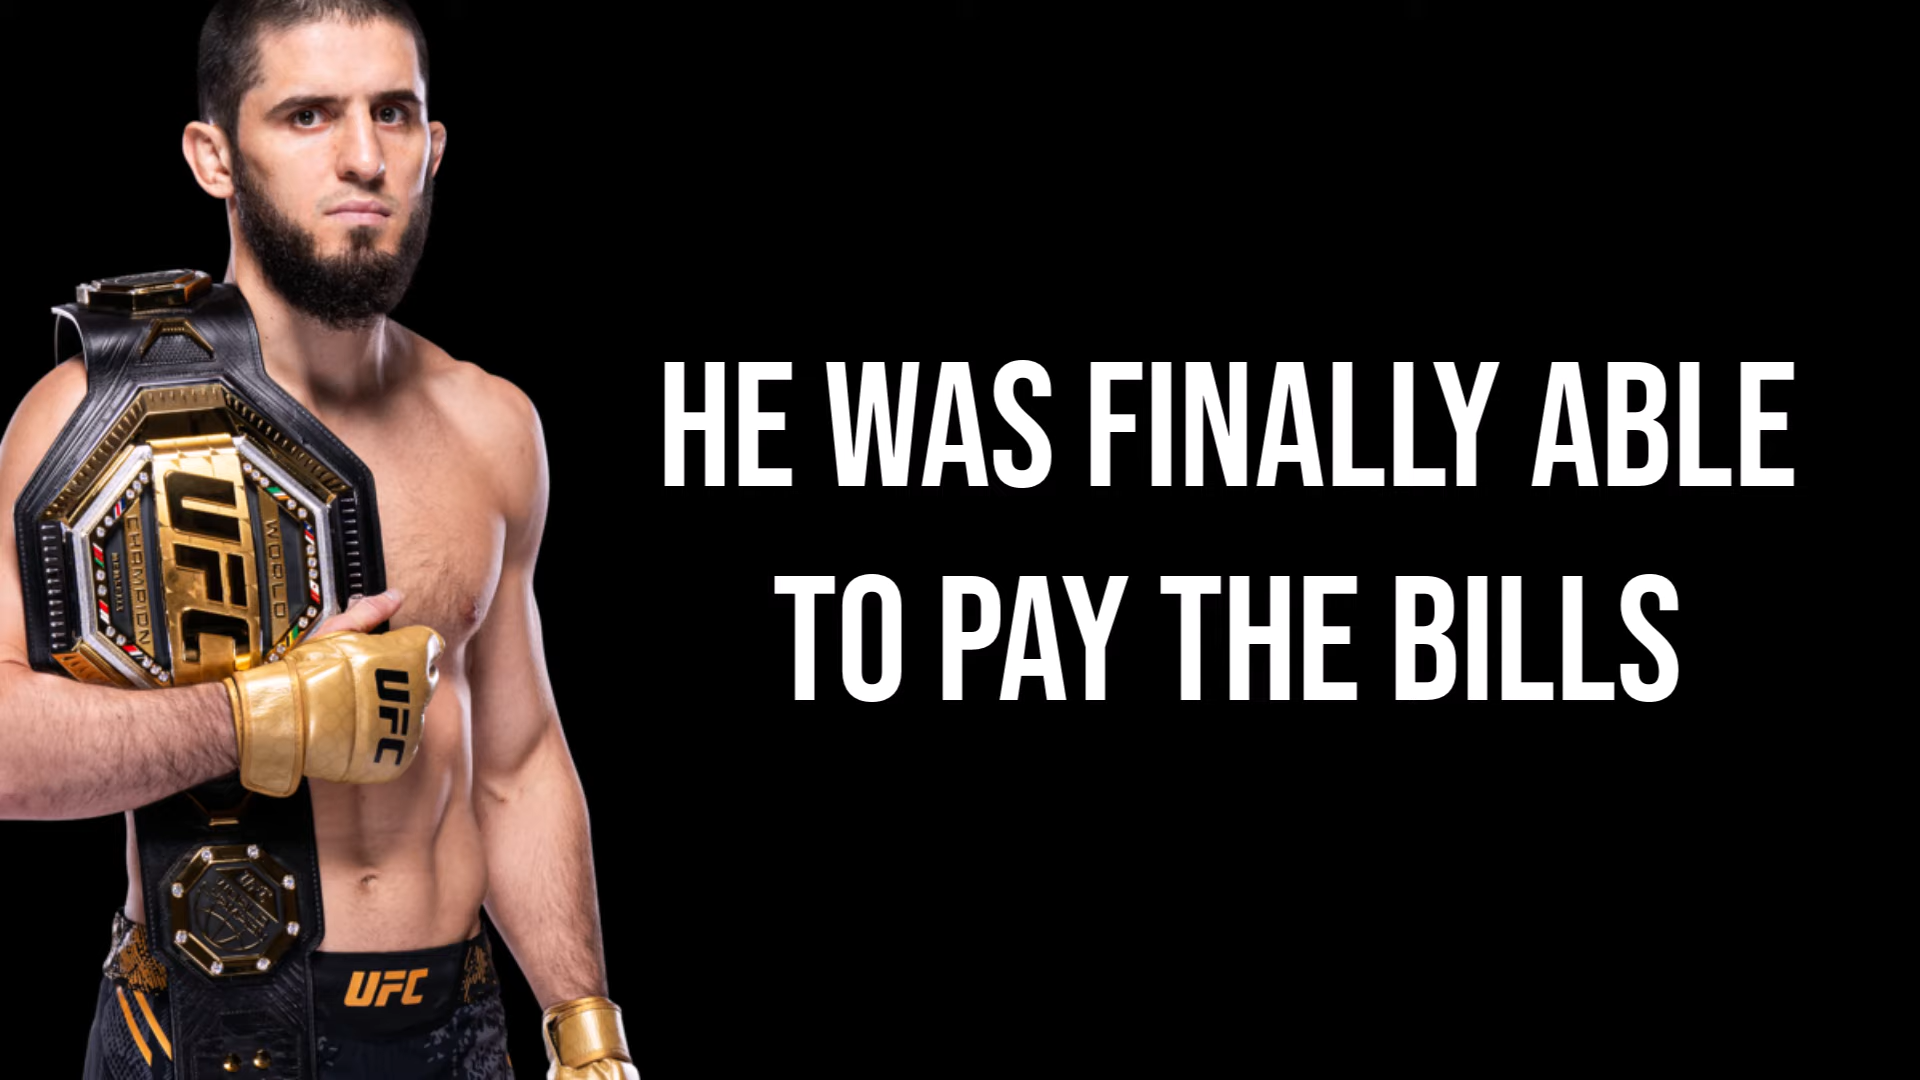 HE WAS FINALLY ABLE
TO PAY THE BILLS
UFC
WORLD
CHAMPION
UFC
UFC